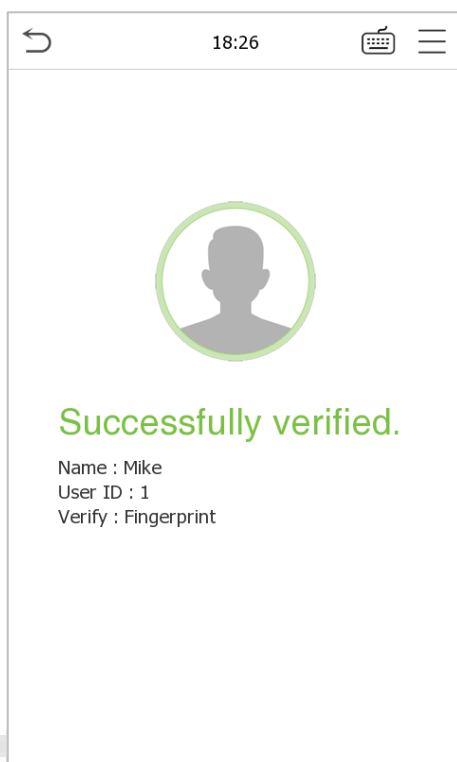 18:26
Successfully verified.
Name : Mike
User ID : 1
Verify : Fingerprint